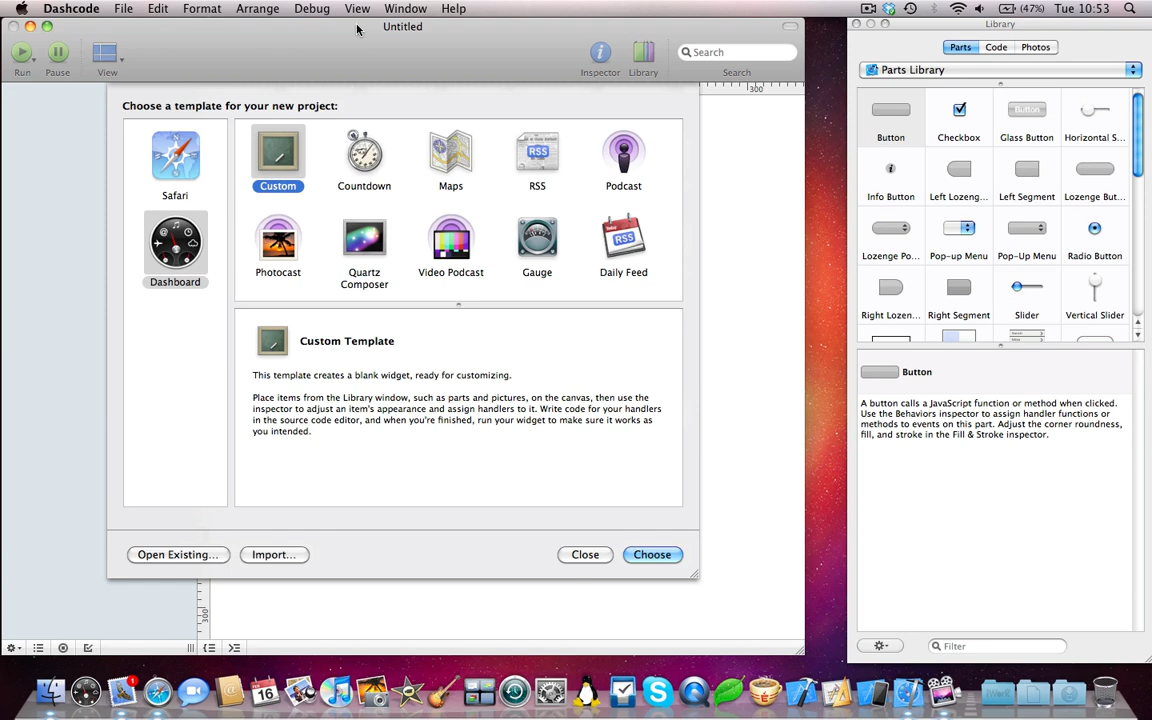 Dashcode File Edit Format Arrange Debug View Window Help
(47%) Tue 10:53
Untitled
Run Pause View
Search
Inspector Library Search
300
Choose a template for your new project:
Safari
Dashboard
Custom Countdown Maps RSS Podcast
RSS
Photocast Quartz Composer Video Podcast Gauge Daily Feed
Today
RSS
Custom Template
This template creates a blank widget, ready for customizing.
Place items from the Library window, such as parts and pictures, on the canvas, then use the
inspector to adjust an item's appearance and assign handlers to it. Write code for your handlers
in the source code editor, and when you're finished, run your widget to make sure it works as
you intended.
Open Existing... Import... Close Choose
300
Library
Parts Code Photos
Parts Library
Button
Button Checkbox Glass Button Horizontal S...
Info Button Left Lozeng... Left Segment Lozenge But...
Lozenge Po... Pop-up Menu Pop-Up Menu Radio Button
Right Lozen... Right Segment Slider Vertical Slider
Button
A button calls a JavaScript function or method when clicked.
Use the Behaviors inspector to assign handler functions or
methods to events on this part. Adjust the corner roundness,
fill, and stroke in the Fill & Stroke inspector.
Filter
1
16